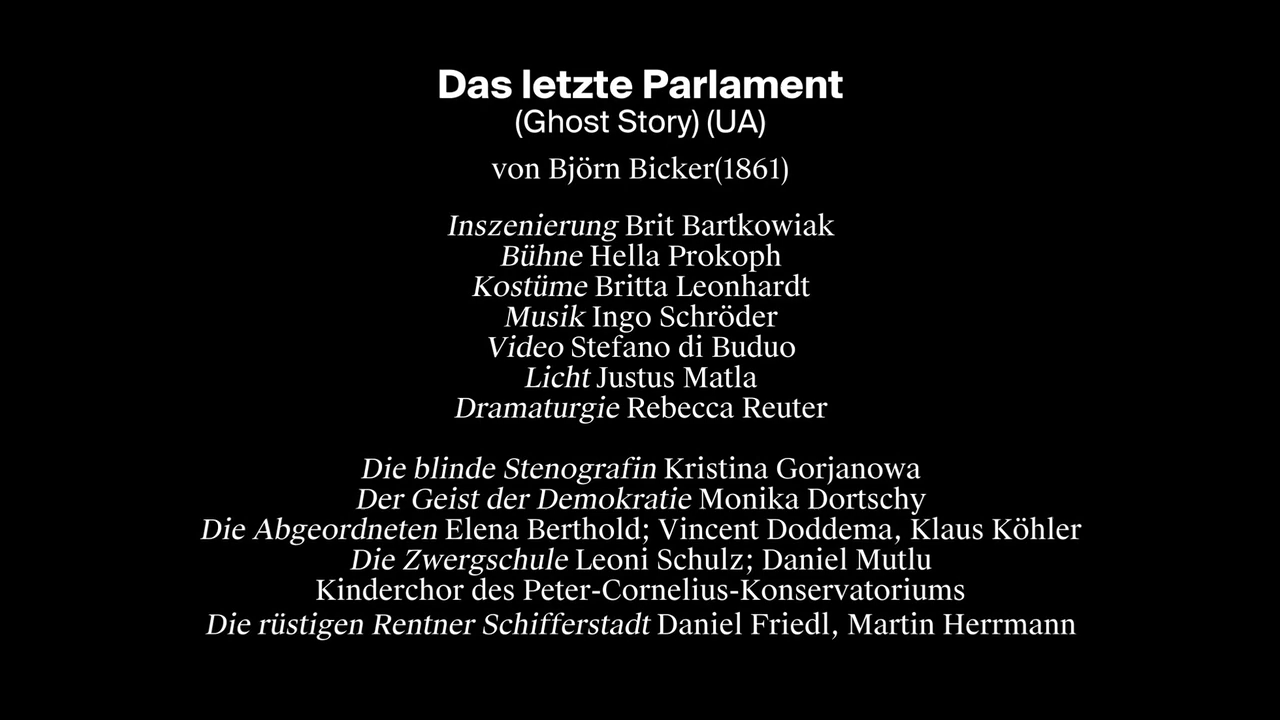 Das letzte Parlament
(Ghost Story) (UA)
von Björn Bicker(1861)
Inszenierung Brit Bartkowiak
Bühne Hella Prokoph
Kostüme Britta Leonhardt
Musik Ingo Schröder
Video Stefano di Buduo
Licht Justus Matla
Dramaturgie Rebecca Reuter
Die blinde Stenografin Kristina Gorjanowa
Der Geist der Demokratie Monika Dortschy
Die Abgeordneten Elena Berthold; Vincent Doddema, Klaus Köhler
Die Zwergschule Leoni Schulz; Daniel Mutlu
Kinderchor des Peter-Cornelius-Konservatoriums
Die rüstigen Rentner Schifferstadt Daniel Friedl, Martin Herrmann